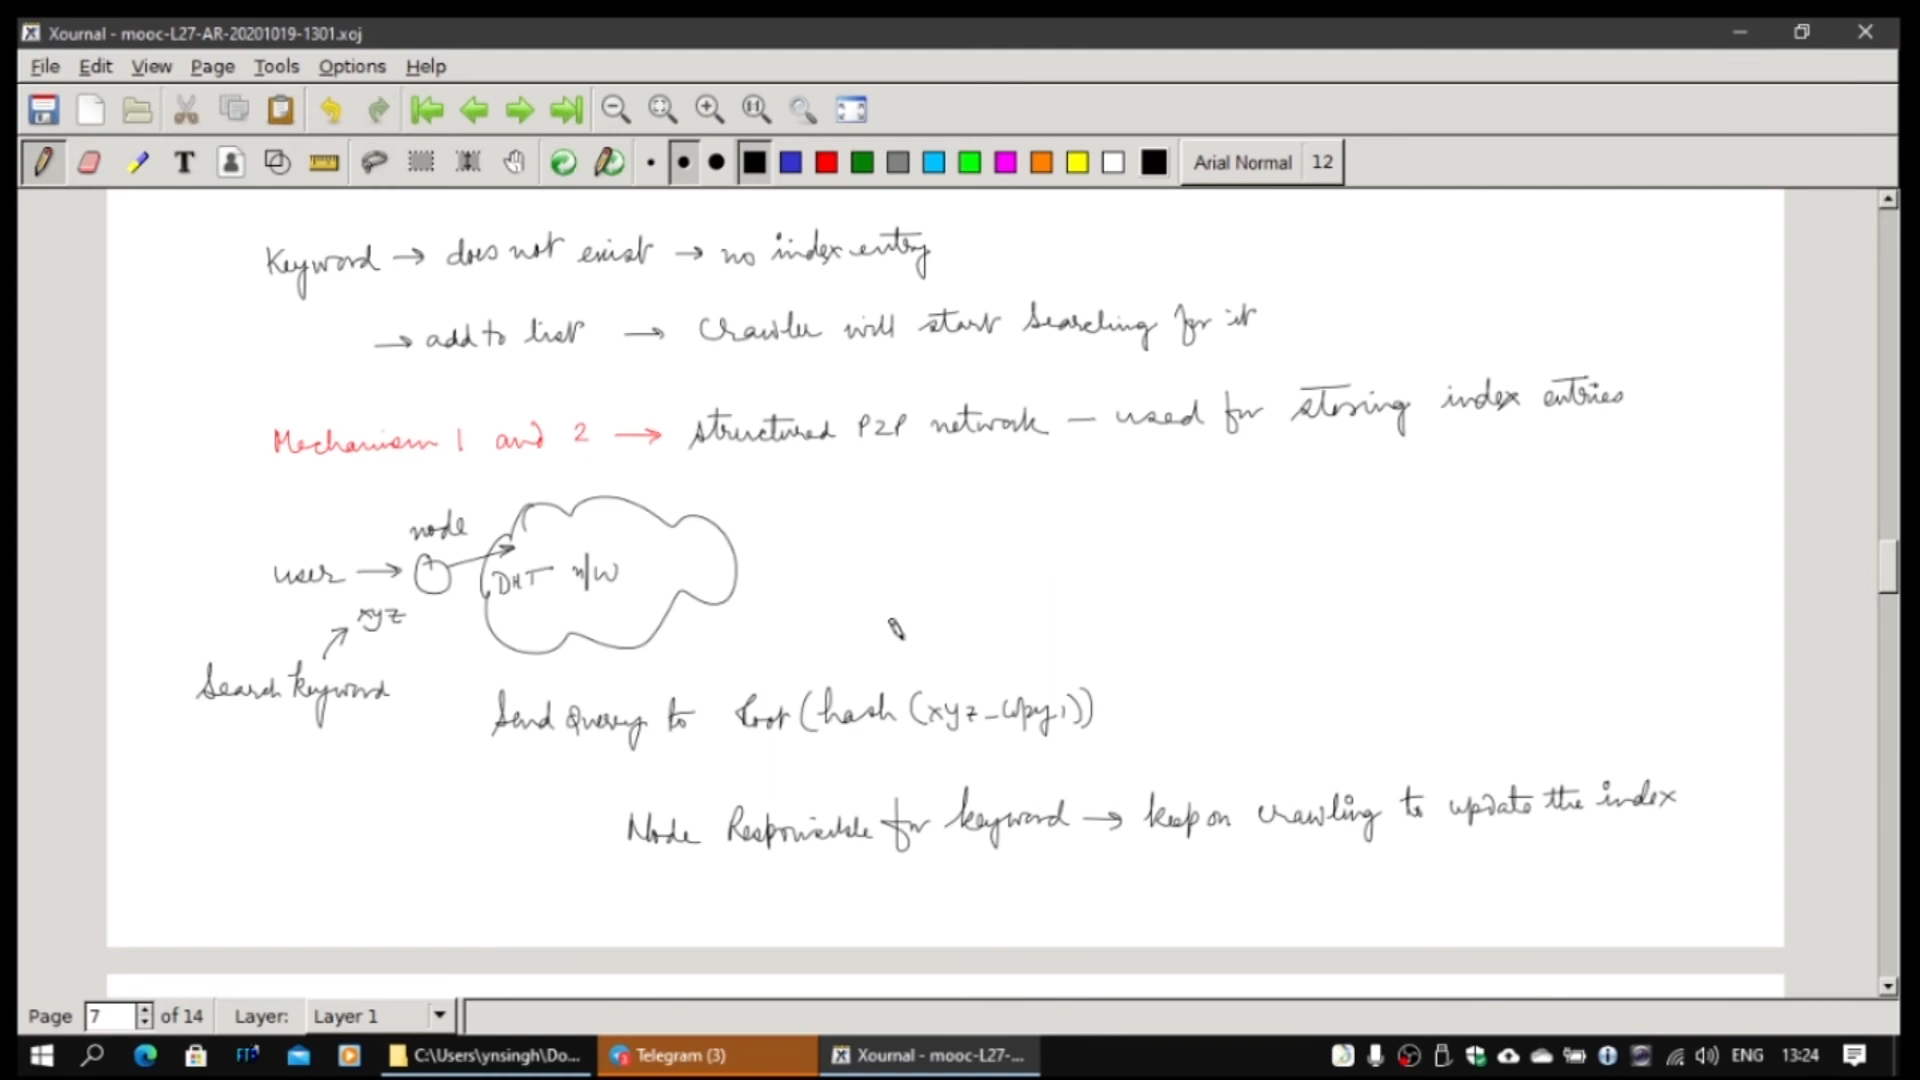 Xournal - mooc-L27-AR-20201019-1301.xoj
File Edit View Page Tools Options Help
T Arial Normal 12
Keyword → does not exist → no index entry
→ add to list → Crawler will start searching for it
Mechanism 1 and 2 → structured P2P network – used for storing index entries
node
user → DHT n/w
xyz
Search keyword
Send query to root (hash (xyz-copy1))
Node Responsible for keyword → keep on crawling to update the index
Page 7 of 14 Layer: Layer 1
C:\Users\ynsingh\Do... Telegram (3) Xournal - mooc-L27-... ENG 13:24